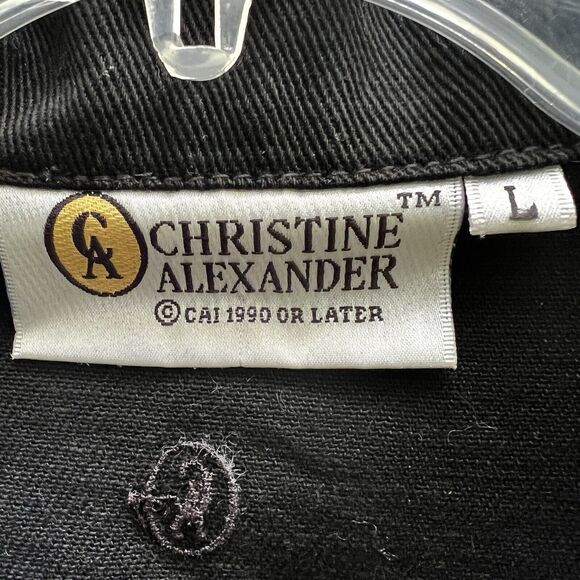 CA
CHRISTINE
ALEXANDER
™
© CAI 1990 OR LATER
L